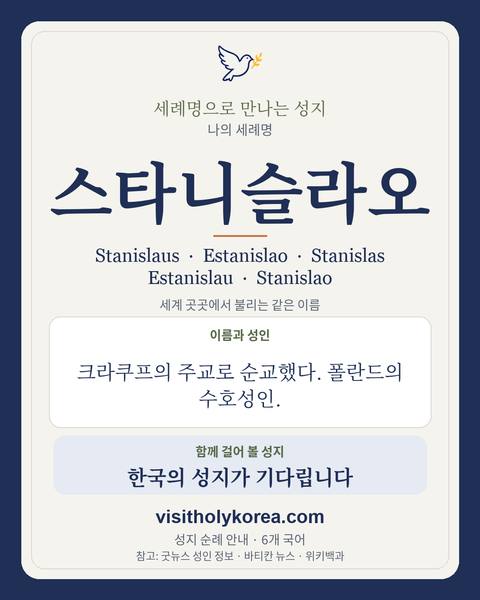 세례명으로 만나는 성지
나의 세례명
스타니슬라오
Stanislaus · Estanislao · Stanislas
Estanislau · Stanislao
세계 곳곳에서 불리는 같은 이름
이름과 성인
크라쿠프의 주교로 순교했다. 폴란드의
수호성인.
함께 걸어 볼 성지
한국의 성지가 기다립니다
visitholykorea.com
성지 순례 안내 · 6개 국어
참고: 굿뉴스 성인 정보 · 바티칸 뉴스 · 위키백과